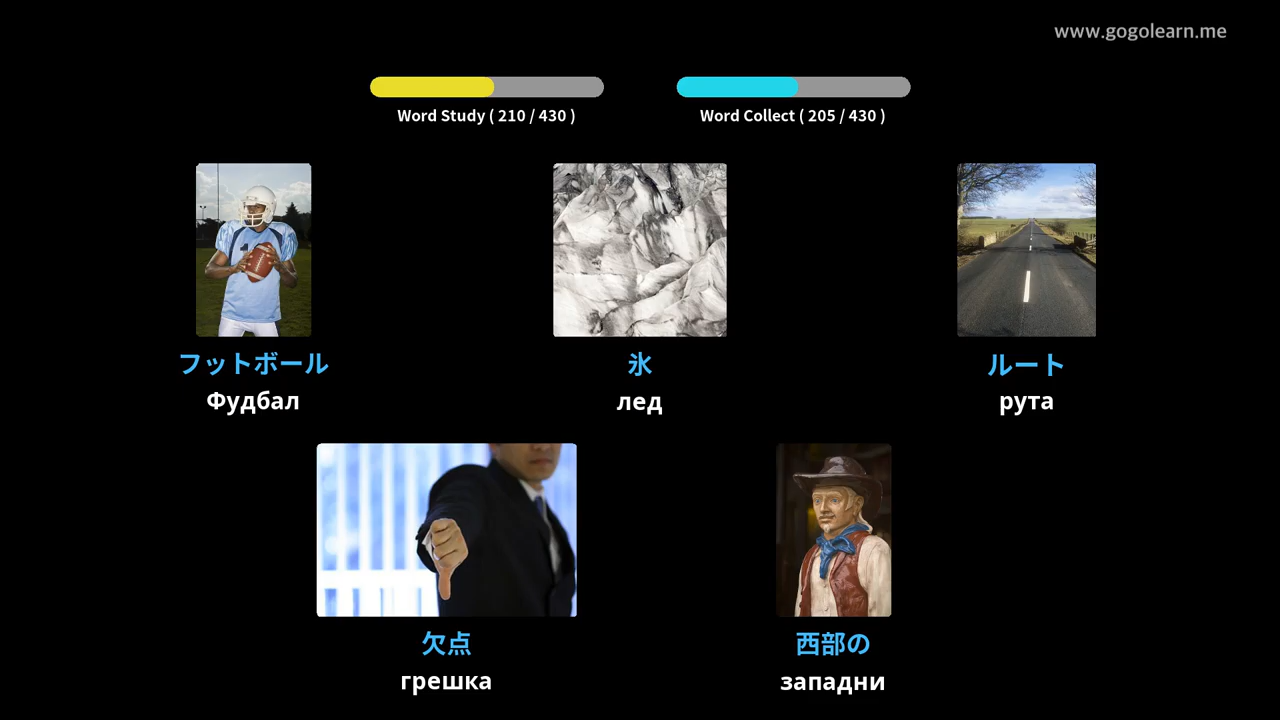 www.gogolearn.me
Word Study ( 210 / 430 )
Word Collect ( 205 / 430 )
フットボール
Фудбал
氷
лед
ルート
рута
欠点
грешка
西部の
западни